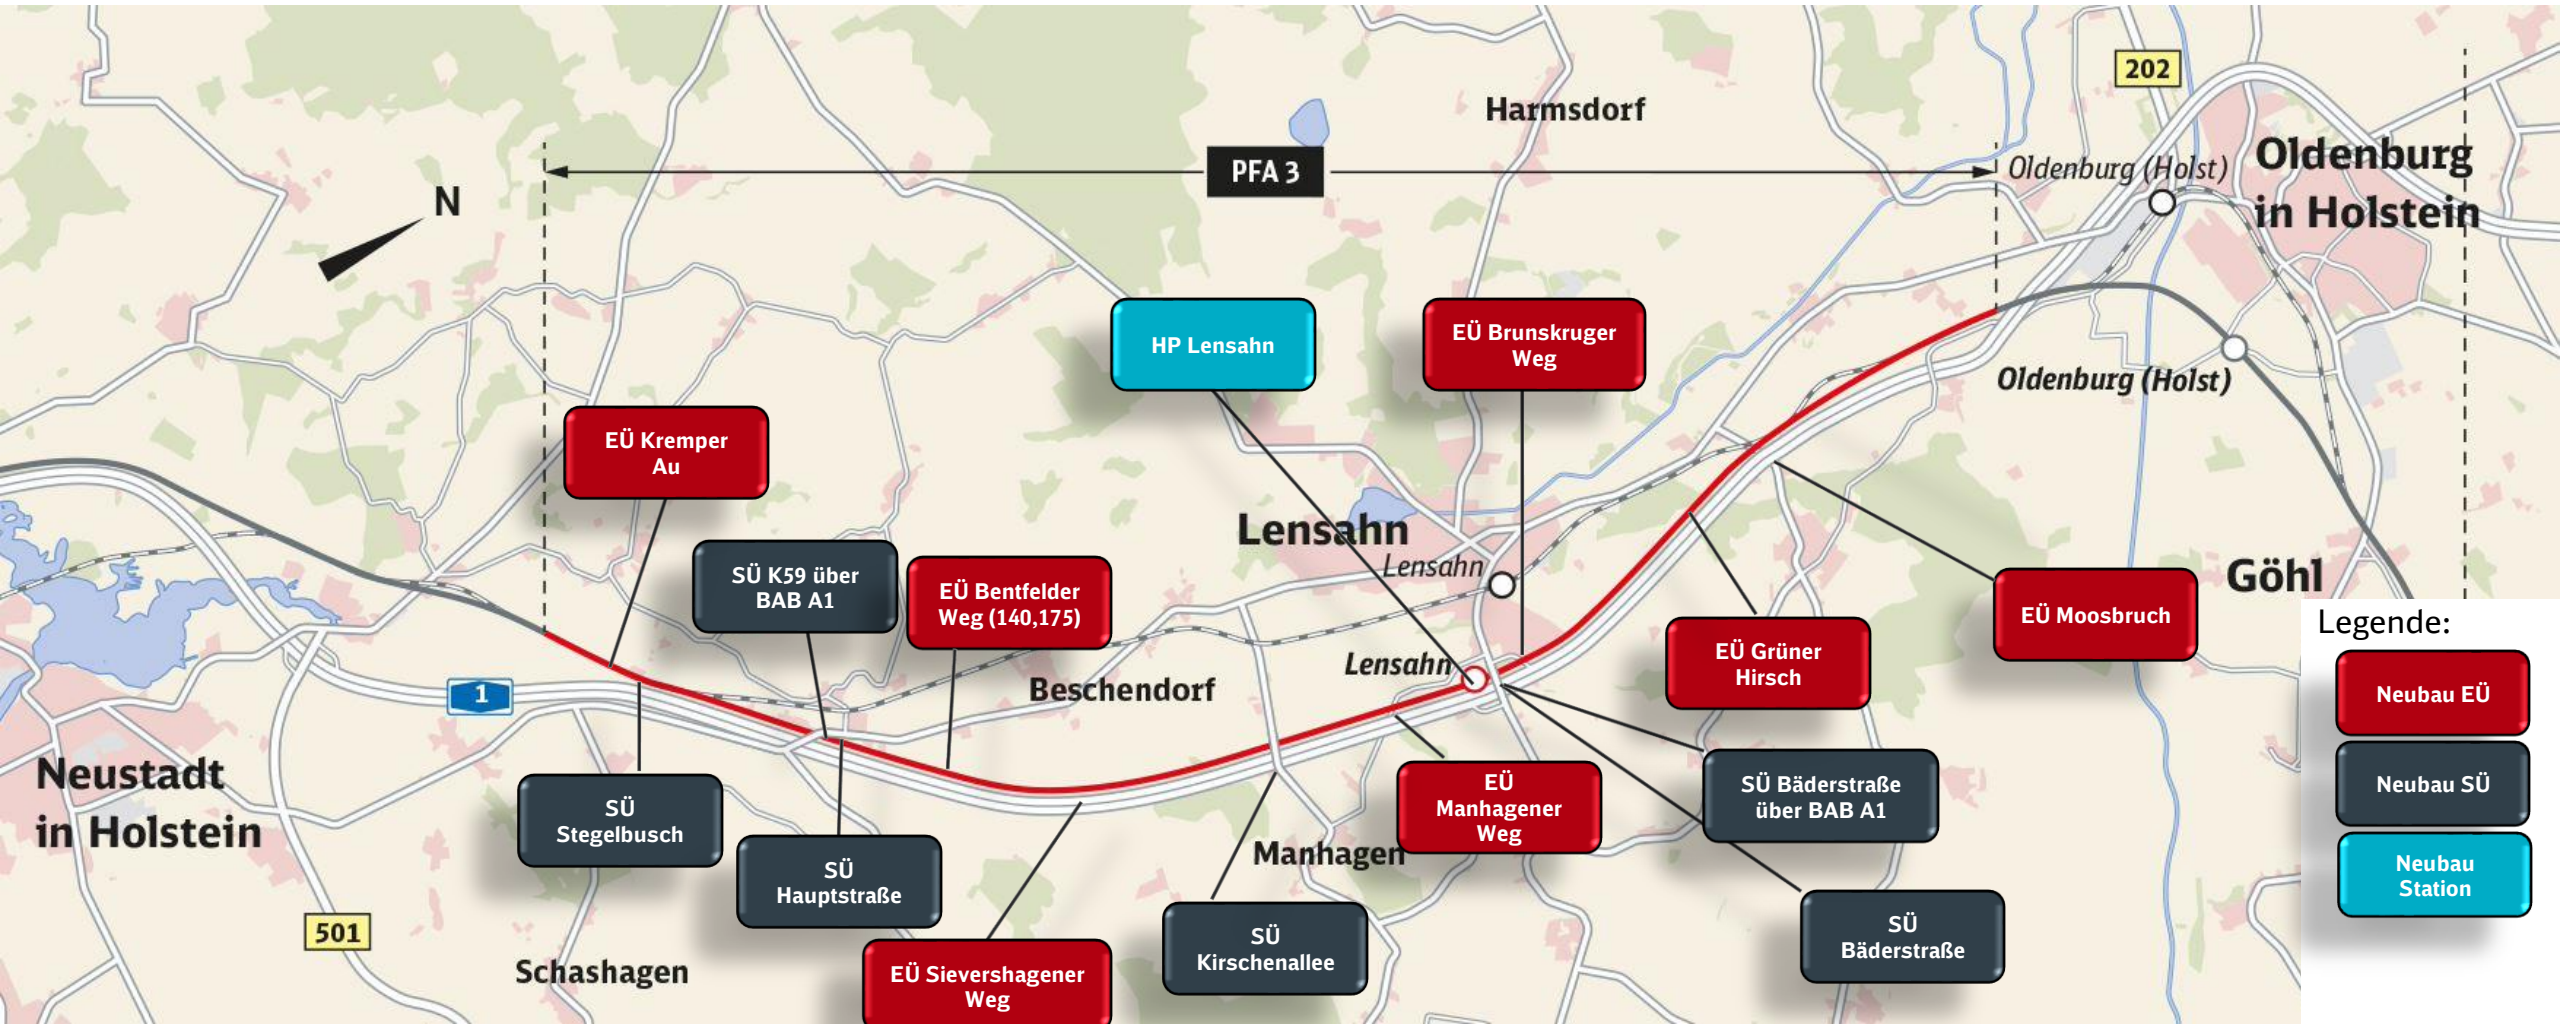 202
Harmsdorf
PFA 3
Oldenburg (Holst)
Oldenburg
in Holstein
N
HP Lensahn
EÜ Brunskruger
Weg
Oldenburg (Holst)
EÜ Kremper
Au
Lensahn
Lensahn
SÜ K59 über
BAB A1
EÜ Bentfelder
Weg (140,175)
Göhl
EÜ Moosbruch
Legende:
Neubau EÜ
Neubau SÜ
Neubau
Station
EÜ Grüner
Hirsch
Lensahn
Beschendorf
1
Neustadt
in Holstein
SÜ
Stegelbusch
SÜ
Hauptstraße
EÜ
Manhagener
Weg
SÜ Bäderstraße
über BAB A1
Manhagen
501
Schashagen
EÜ Sievershagener
Weg
SÜ
Kirschenallee
SÜ
Bäderstraße